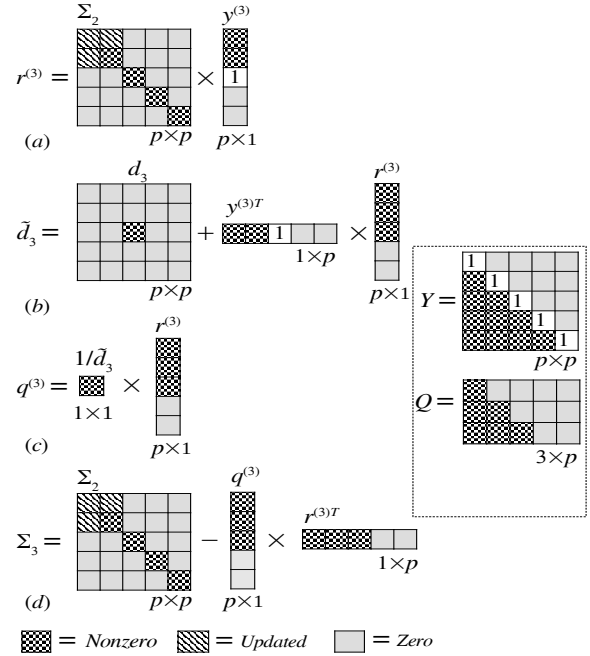 Σ₂ y⁽³⁾
r⁽³⁾ = × 1
p×p p×1
(a)
d₃ r⁽³⁾
y⁽³⁾ᵀ
d̃₃ = + 1 ×
1×p
p×p p×1
(b)
r⁽³⁾
1/d̃₃
q⁽³⁾ = ×
1×1
p×1
(c)
Σ₂ q⁽³⁾
r⁽³⁾ᵀ
Σ₃ = − ×
1×p
p×p p×1
(d)
Y = 1 1 1 1 1
p×p
Q =
3×p
= Nonzero = Updated = Zero